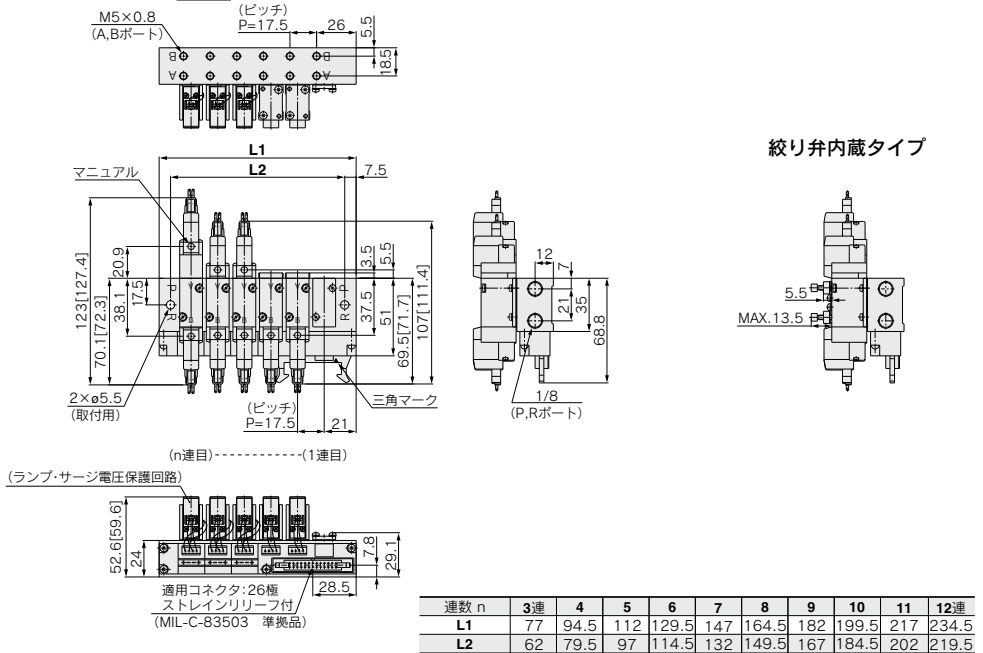 (ピッチ)
M5×0.8
P=17.5
26
5.5
(A,Bポート)
B
B
18.5
A
A
絞り弁内蔵タイプ
L1
マニュアル
L2
7.5
20.9
3.5
5.5
12
7
123[127.4]
17.5
P
P
107[111.4]
38.1
37.5
21
35
5.5
70.1[72.3]
R
R
51
69.5[71.7]
68.8
MAX.13.5
2×ø5.5
(取付用)
(ピッチ)
P=17.5
21
三角マーク
1/8
(P,Rポート)
(n連目)------------(1連目)
(ランプ・サージ電圧保護回路)
52.6[59.6]
24
7.8
29.1
適用コネクタ:26極
28.5
ストレインリリーフ付
(MIL-C-83503 準拠品)
連数 n 3連 4 5 6 7 8 9 10 11 12連
L1 77 94.5 112 129.5 147 164.5 182 199.5 217 234.5
L2 62 79.5 97 114.5 132 149.5 167 184.5 202 219.5